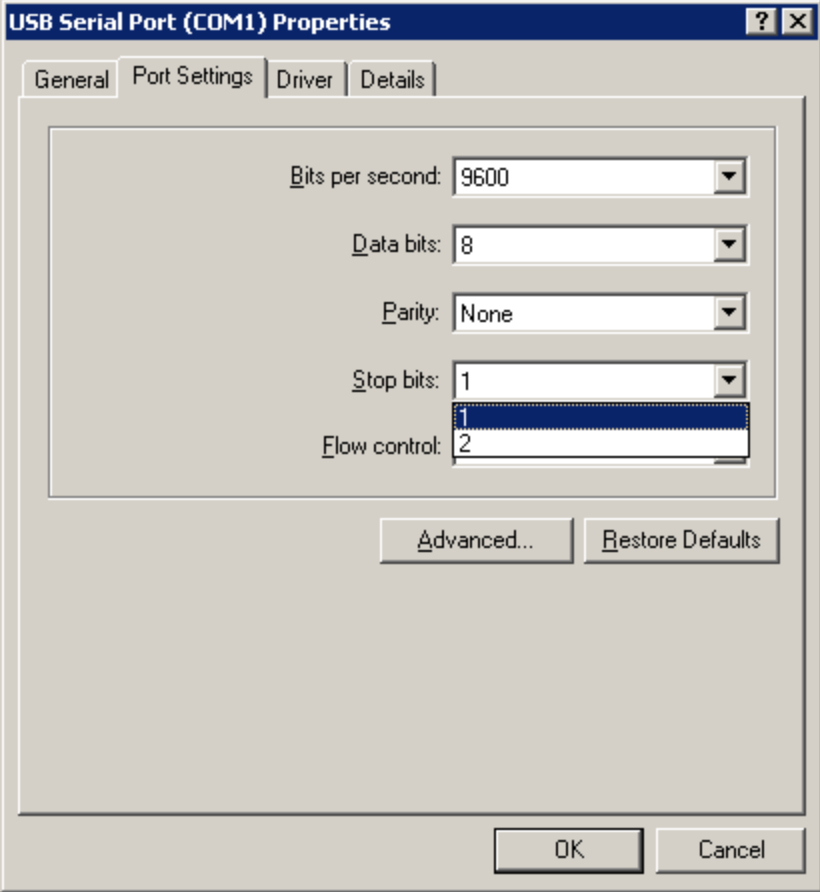 USB Serial Port (COM1) Properties
General Port Settings Driver Details
Bits per second: 9600
Data bits: 8
Parity: None
Stop bits: 1
1
2
Flow control:
Advanced... Restore Defaults
OK Cancel